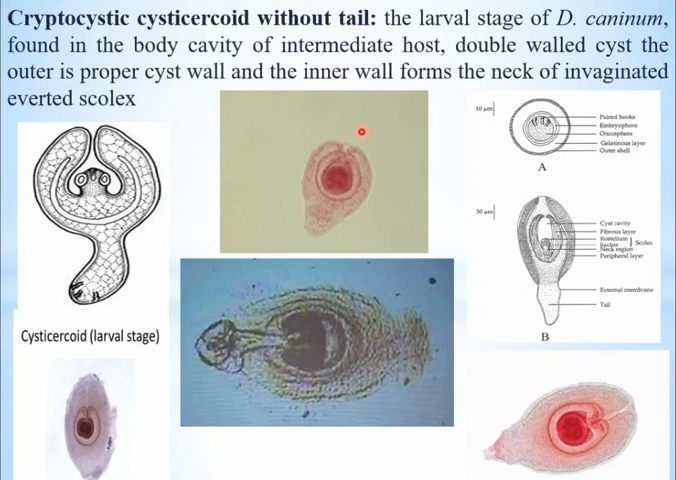 Cryptocystic cysticercoid without tail: the larval stage of D. caninum,
found in the body cavity of intermediate host, double walled cyst the
outer is proper cyst wall and the inner wall forms the neck of invaginated
everted scolex
10 µm
Paired hooks
Embryophore
Oncosphere
Gelatinous layer
Outer shell
A
30 µm
Cyst cavity
Fibrous layer
Rostellum
Sucker
Scolex
Neck region
Peripheral layer
External membrane
Tail
B
Cysticercoid (larval stage)